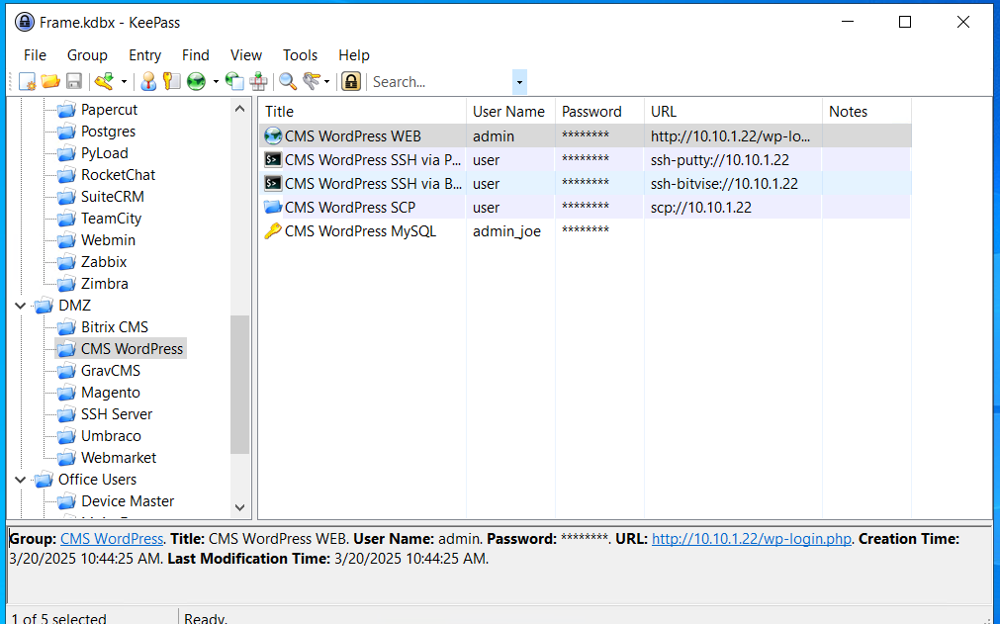 Frame.kdbx - KeePass
File Group Entry Find View Tools Help
Search...
Papercut
Postgres
PyLoad
RocketChat
SuiteCRM
TeamCity
Webmin
Zabbix
Zimbra
DMZ
Bitrix CMS
CMS WordPress
GravCMS
Magento
SSH Server
Umbraco
Webmarket
Office Users
Device Master
Title User Name Password URL Notes
CMS WordPress WEB admin ******** http://10.10.1.22/wp-lo...
CMS WordPress SSH via P... user ******** ssh-putty://10.10.1.22
CMS WordPress SSH via B... user ******** ssh-bitvise://10.10.1.22
CMS WordPress SCP user ******** scp://10.10.1.22
CMS WordPress MySQL admin_joe ********
Group: CMS WordPress. Title: CMS WordPress WEB. User Name: admin. Password: ********. URL: http://10.10.1.22/wp-login.php. Creation Time:
3/20/2025 10:44:25 AM. Last Modification Time: 3/20/2025 10:44:25 AM.
1 of 5 selected Ready.